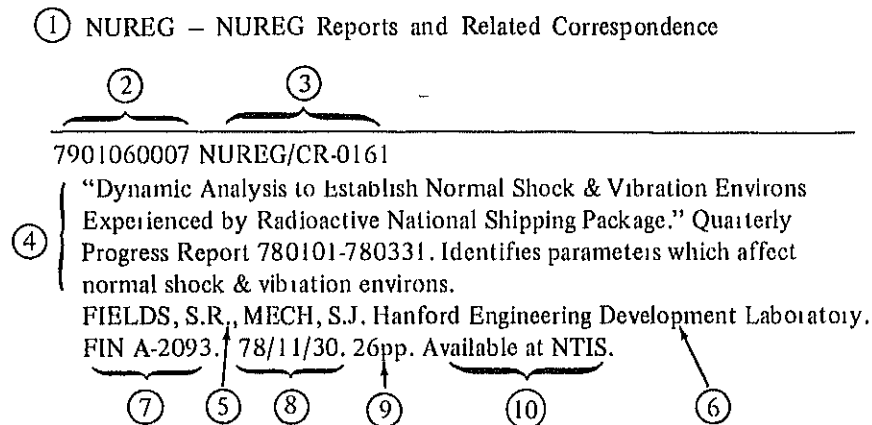 ① NUREG – NUREG Reports and Related Correspondence
② ③
7901060007 NUREG/CR-0161
④
“Dynamic Analysis to Establish Normal Shock & Vibration Environs
Experienced by Radioactive National Shipping Package.” Quarterly
Progress Report 780101-780331. Identifies parameters which affect
normal shock & vibration environs.
FIELDS, S.R., MECH, S.J. Hanford Engineering Development Laboratory.
FIN A-2093. 78/11/30. 26pp. Available at NTIS.
⑦ ⑤ ⑧ ⑨ ⑩ ⑥